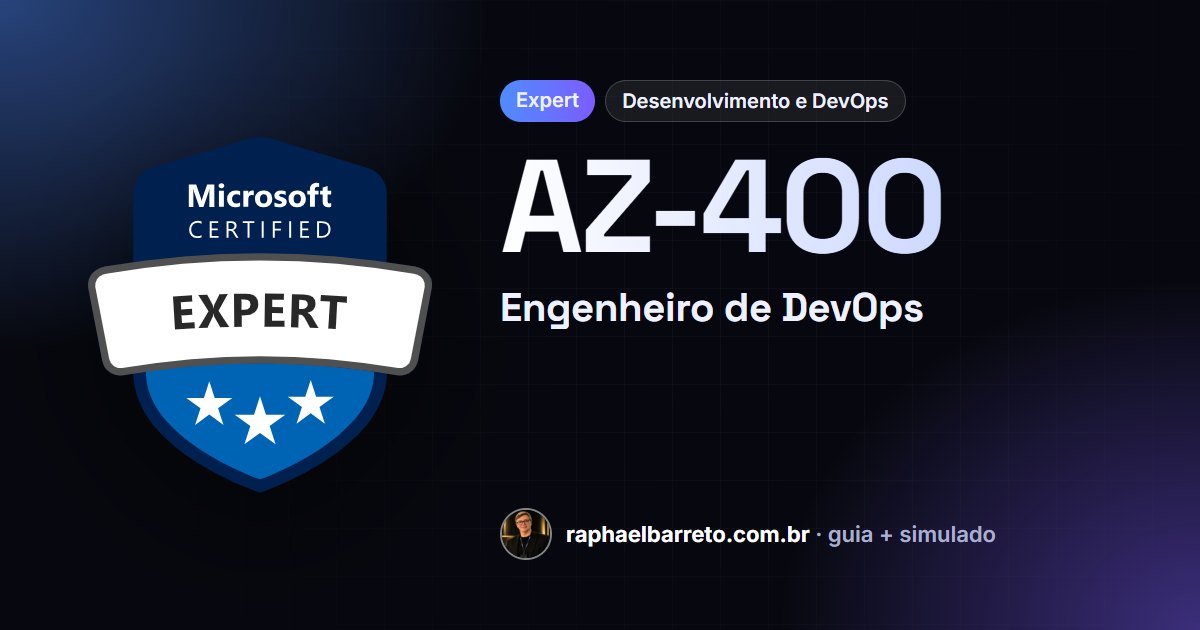 Microsoft
CERTIFIED
EXPERT
Expert
Desenvolvimento e DevOps
AZ-400
Engenheiro de DevOps
raphaelbarreto.com.br · guia + simulado